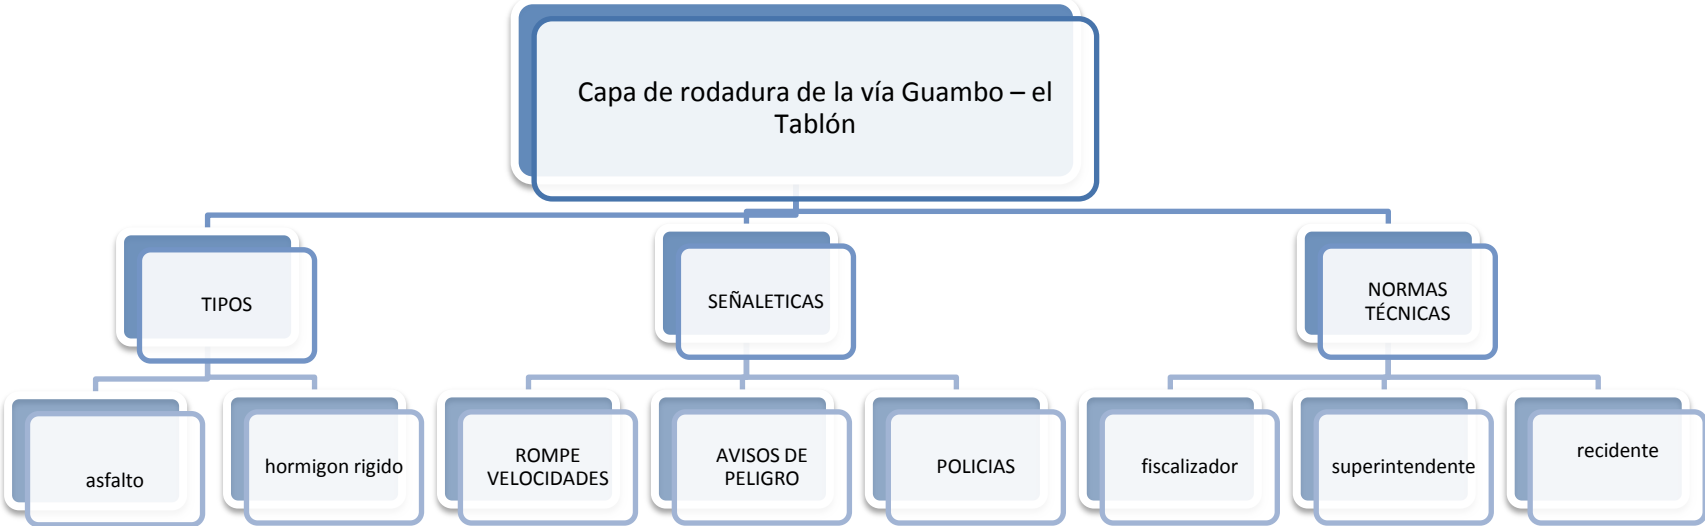 Capa de rodadura de la vía Guambo – el
Tablón
TIPOS
SEÑALETICAS
NORMAS
TÉCNICAS
asfalto
hormigon rigido
ROMPE
VELOCIDADES
AVISOS DE
PELIGRO
POLICIAS
fiscalizador
superintendente
recidente